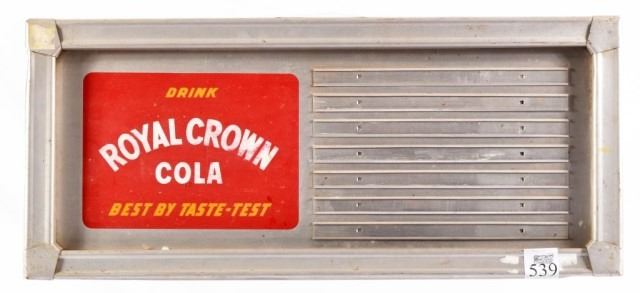 DRINK
ROYAL CROWN
COLA
BEST BY TASTE-TEST
539